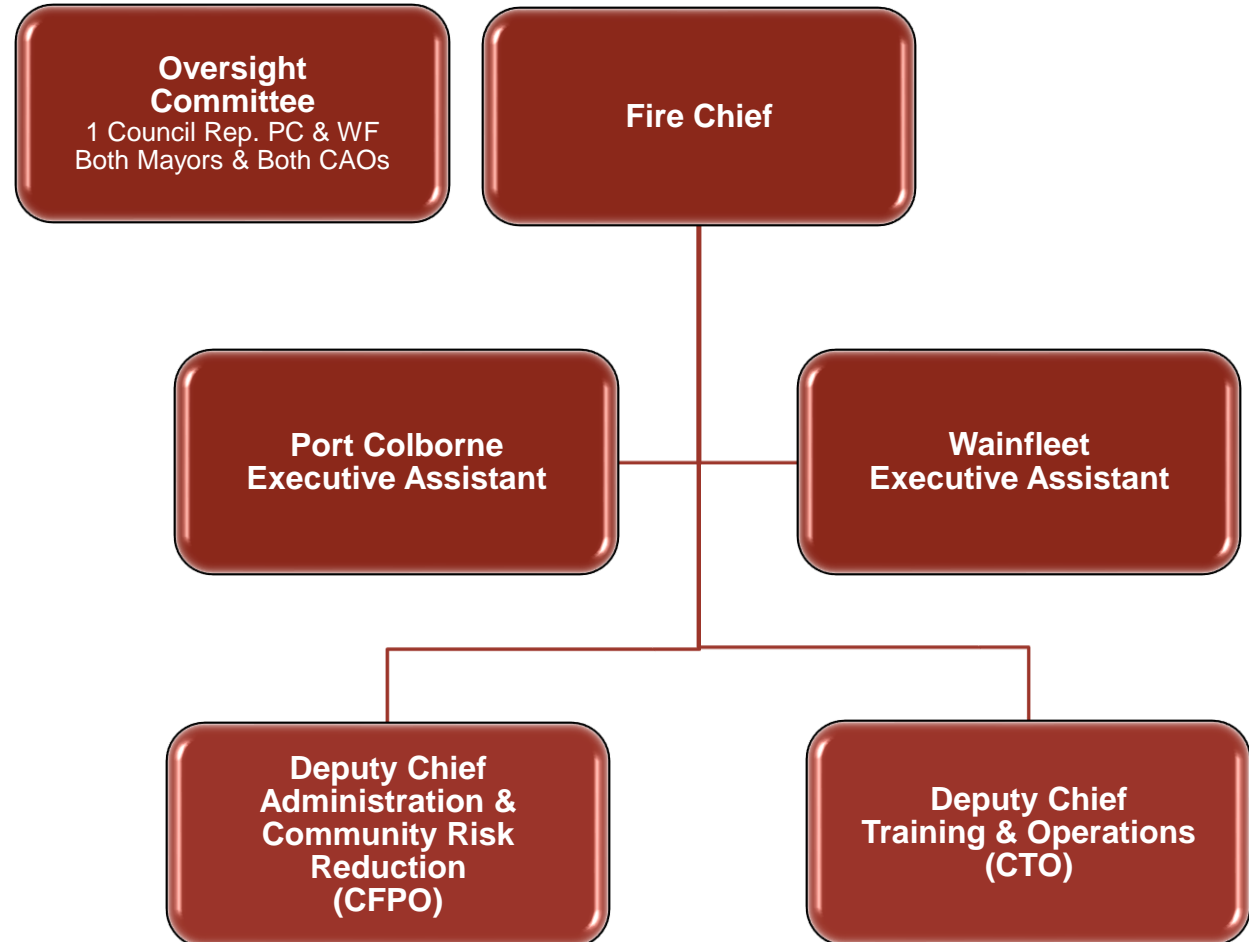 Oversight
Committee
1 Council Rep. PC & WF
Both Mayors & Both CAOs
Fire Chief
Port Colborne
Executive Assistant
Wainfleet
Executive Assistant
Deputy Chief
Administration &
Community Risk
Reduction
(CFPO)
Deputy Chief
Training & Operations
(CTO)